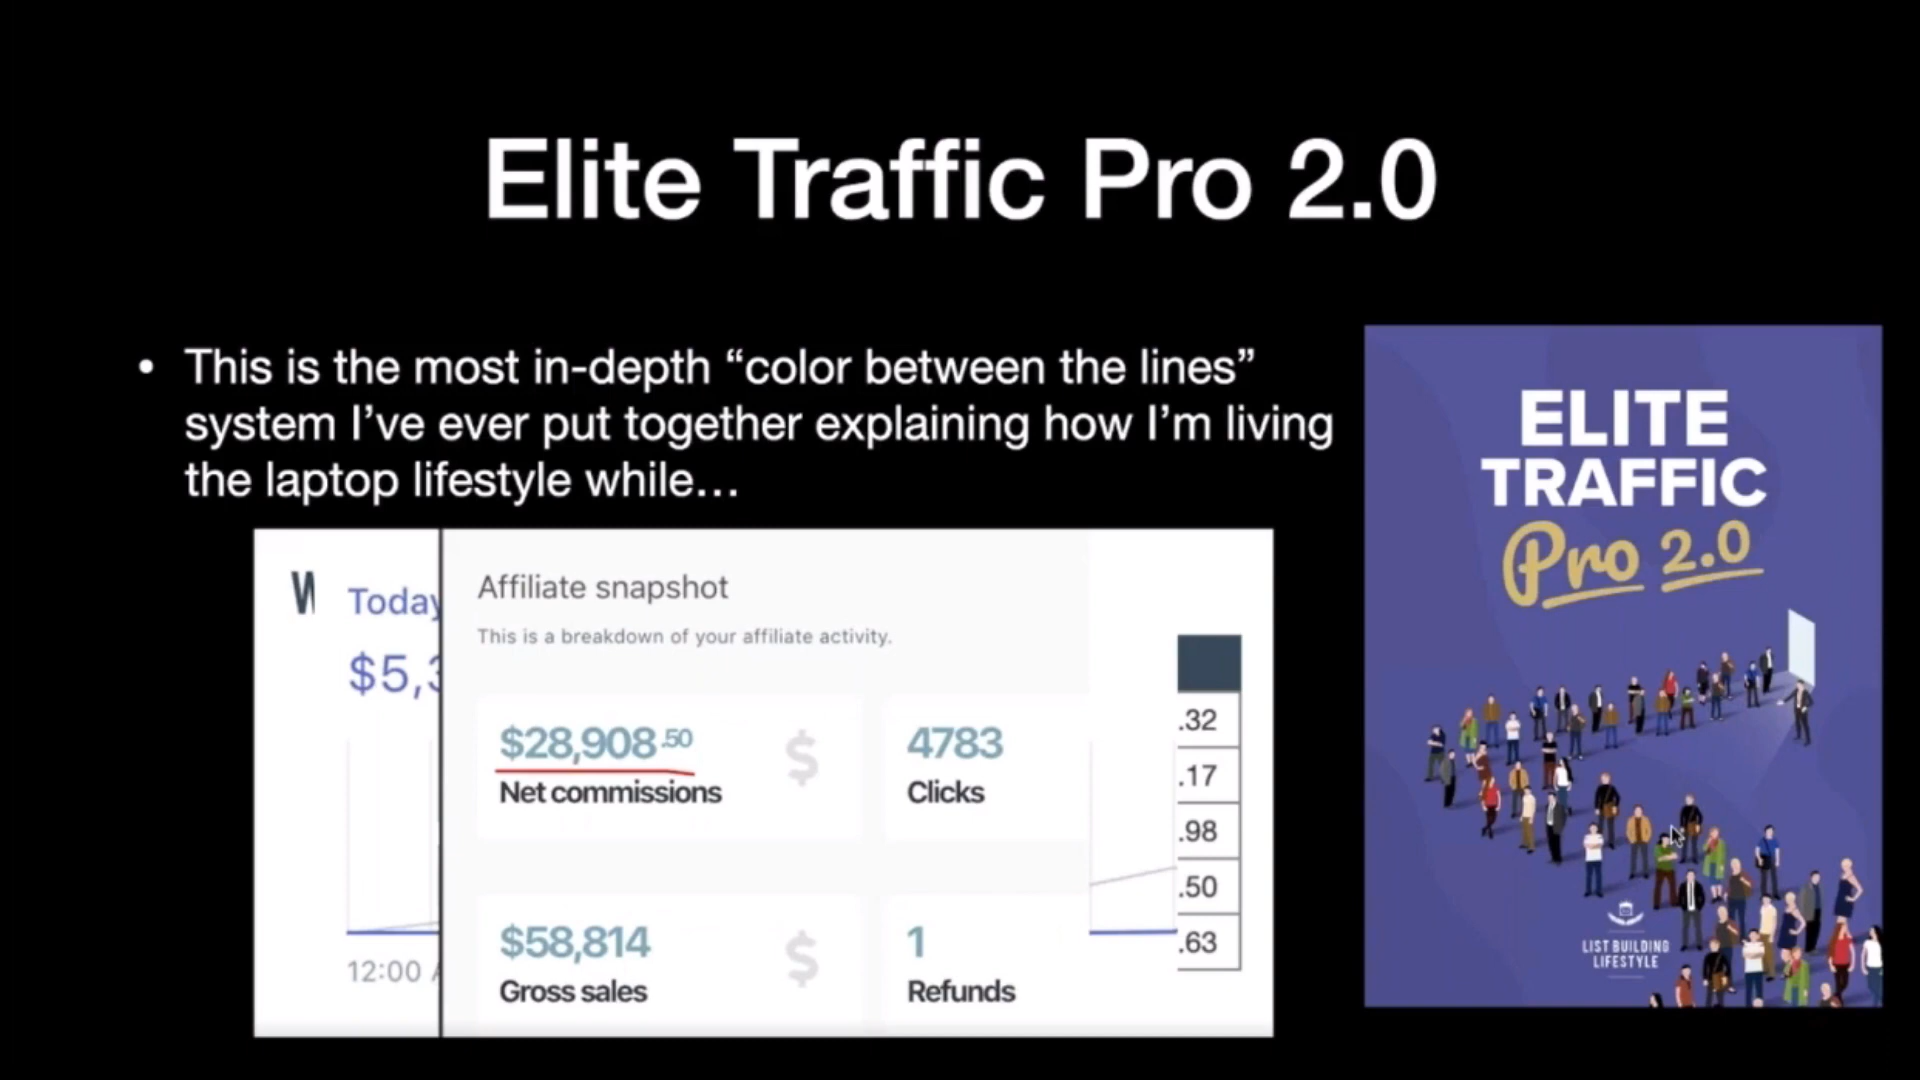 Elite Traffic Pro 2.0
• This is the most in-depth “color between the lines”
system I’ve ever put together explaining how I’m living
the laptop lifestyle while…
W
Today
$5,3
12:00 A
Affiliate snapshot
This is a breakdown of your affiliate activity.
$28,908.50
Net commissions
4783
Clicks
$58,814
Gross sales
1
Refunds
.32
.17
.98
.50
.63
ELITE
TRAFFIC
Pro 2.0
LIST BUILDING
LIFESTYLE